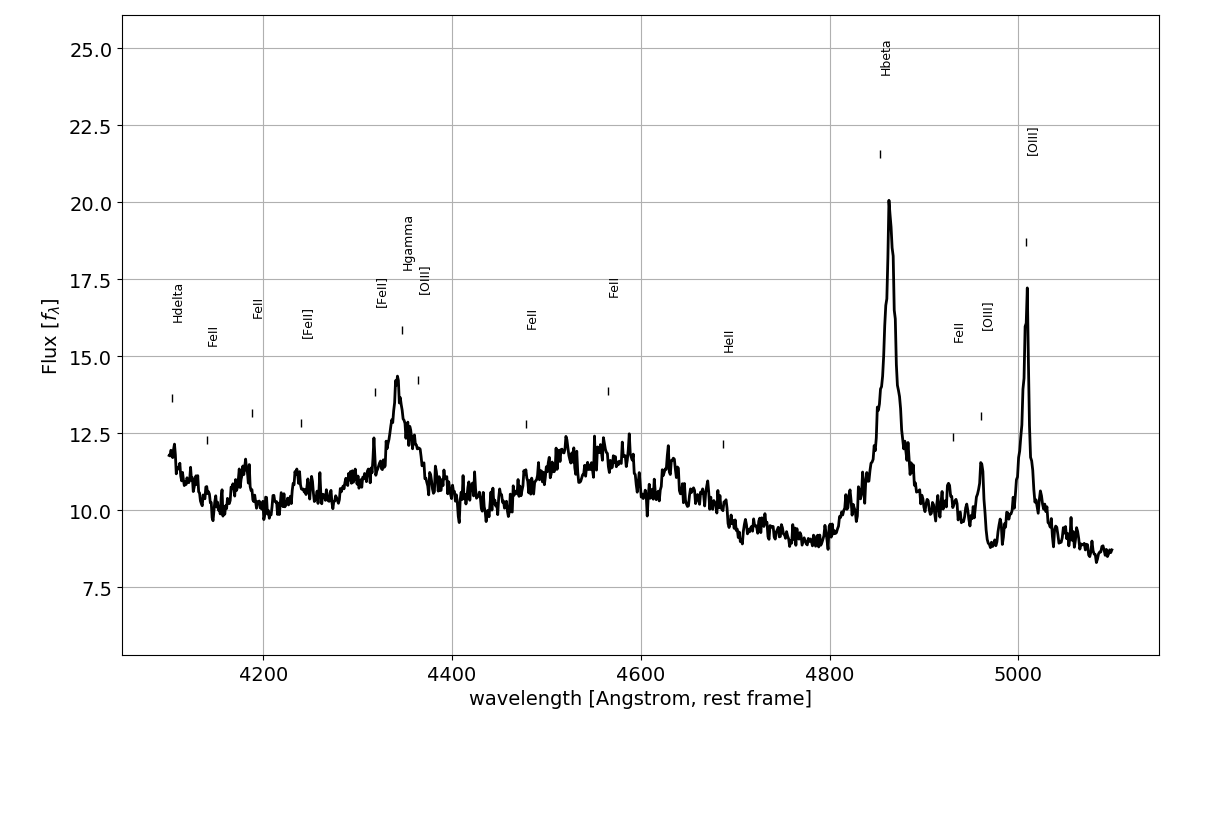 25.0
22.5
20.0
17.5
15.0
12.5
10.0
7.5
Flux [f_λ]
Hdelta
FeII
FeII
[FeII]
[FeII]
Hgamma
[OIII]
FeII
FeII
HeII
Hbeta
FeII
[OIII]
[OIII]
4200 4400 4600 4800 5000
wavelength [Angstrom, rest frame]